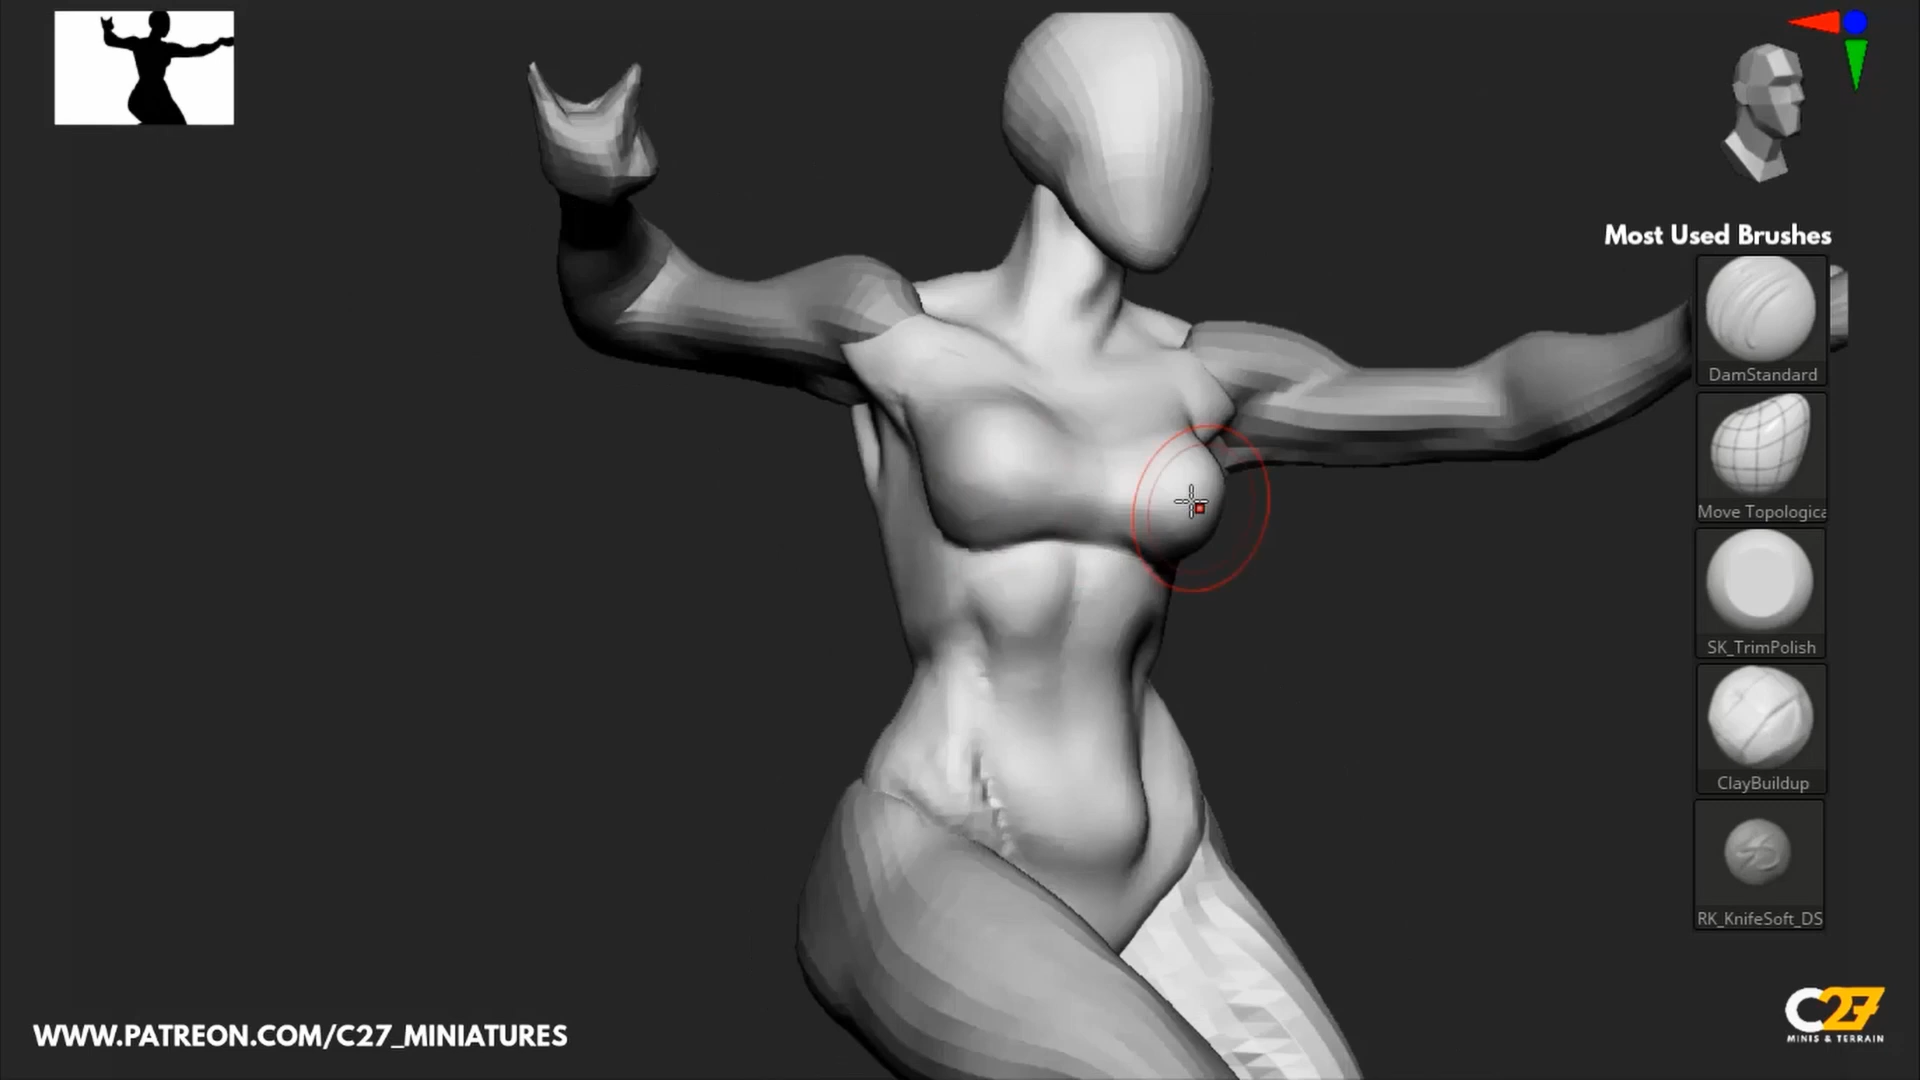 Most Used Brushes
DamStandard
Move Topologica
SK_TrimPolish
ClayBuildup
RK_KnifeSoft_DS
WWW.PATREON.COM/C27_MINIATURES
C27
MINIS & TERRAIN